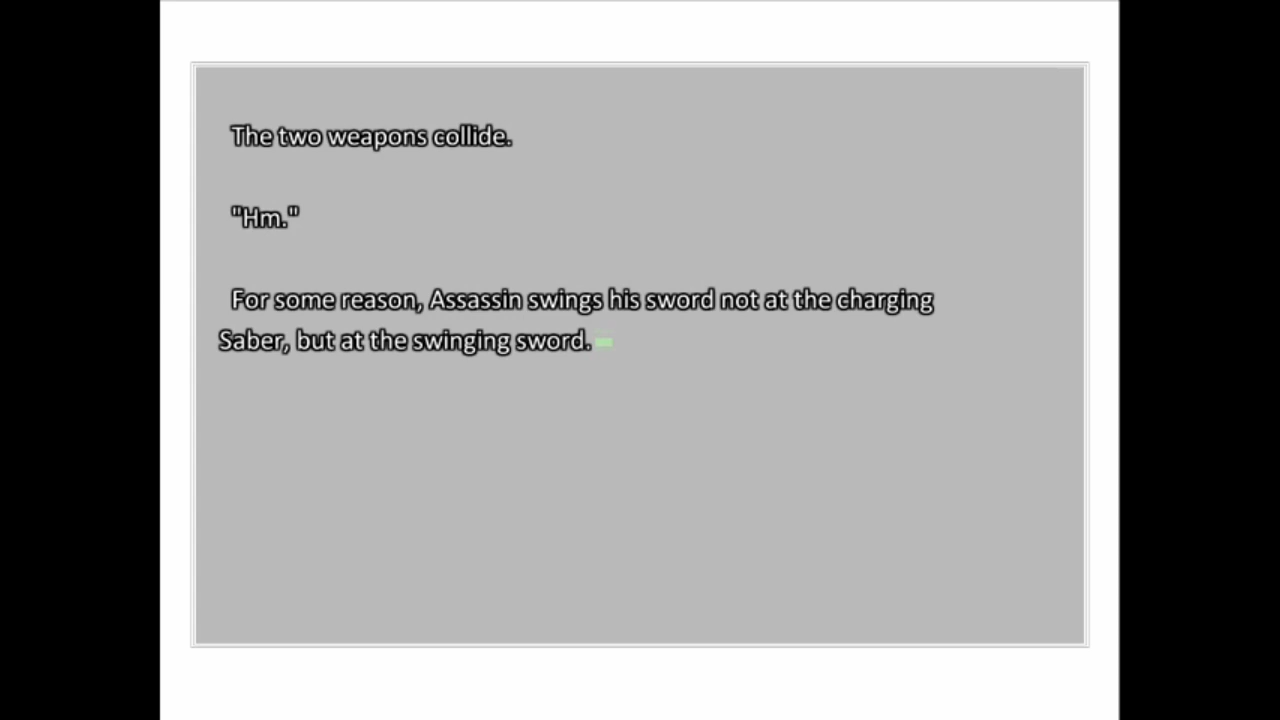 The two weapons collide.
"Hm."
For some reason, Assassin swings his sword not at the charging
Saber, but at the swinging sword.